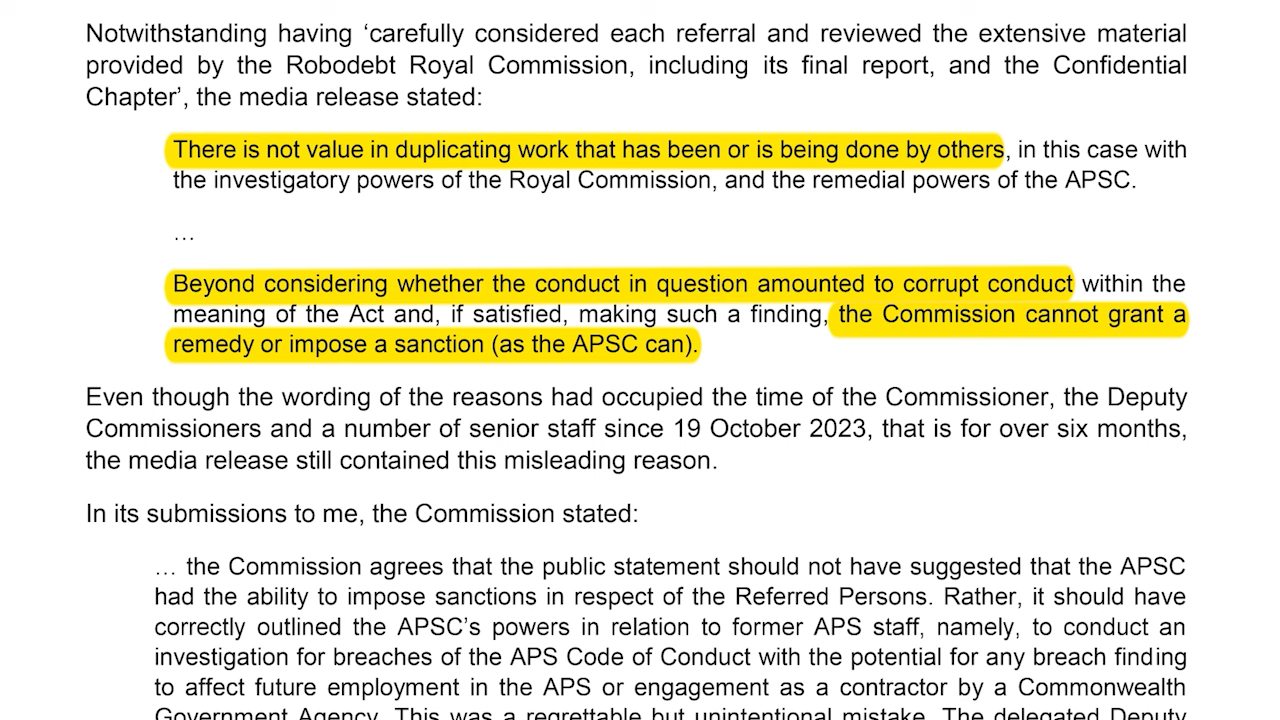 Notwithstanding having ‘carefully considered each referral and reviewed the extensive material
provided by the Robodebt Royal Commission, including its final report, and the Confidential
Chapter’, the media release stated:
There is not value in duplicating work that has been or is being done by others, in this case with
the investigatory powers of the Royal Commission, and the remedial powers of the APSC.
…
Beyond considering whether the conduct in question amounted to corrupt conduct within the
meaning of the Act and, if satisfied, making such a finding, the Commission cannot grant a
remedy or impose a sanction (as the APSC can).
Even though the wording of the reasons had occupied the time of the Commissioner, the Deputy
Commissioners and a number of senior staff since 19 October 2023, that is for over six months,
the media release still contained this misleading reason.
In its submissions to me, the Commission stated:
… the Commission agrees that the public statement should not have suggested that the APSC
had the ability to impose sanctions in respect of the Referred Persons. Rather, it should have
correctly outlined the APSC’s powers in relation to former APS staff, namely, to conduct an
investigation for breaches of the APS Code of Conduct with the potential for any breach finding
to affect future employment in the APS or engagement as a contractor by a Commonwealth
Government Agency. This was a regrettable but unintentional mistake. The delegated Deputy